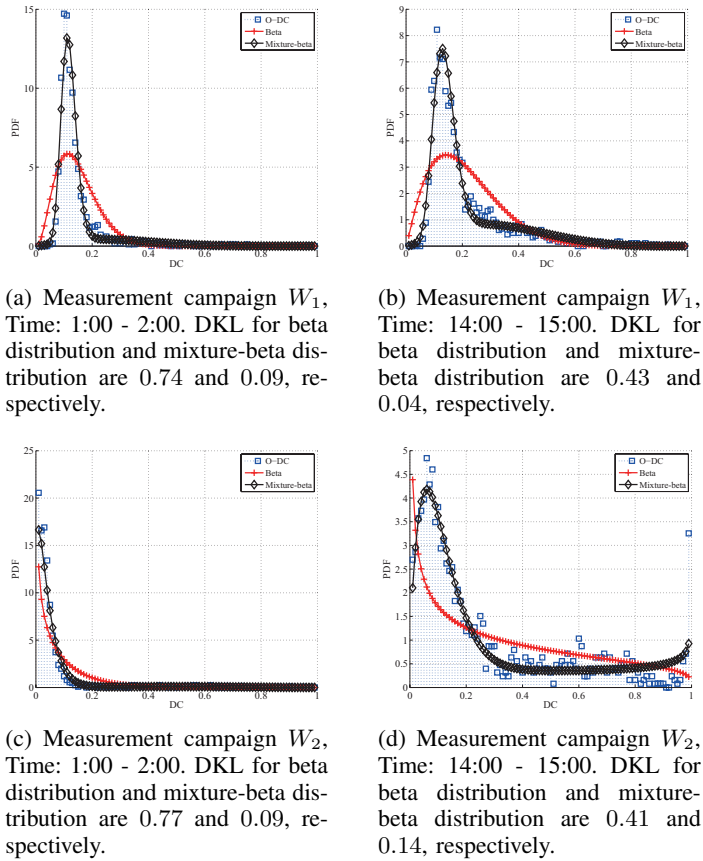 15
10
5
0
0
0.2
0.4
0.6
0.8
1
PDF
DC
O−DC
Beta
Mixture-beta
9
8
7
6
5
4
3
2
1
0
0
0.2
0.4
0.6
0.8
1
PDF
DC
O−DC
Beta
Mixture-beta
(a) Measurement campaign W1,
Time: 1:00 - 2:00. DKL for beta
distribution and mixture-beta dis-
tribution are 0.74 and 0.09, re-
spectively.
(b) Measurement campaign W1,
Time: 14:00 - 15:00. DKL for
beta distribution and mixture-
beta distribution are 0.43 and
0.04, respectively.
25
20
15
10
5
0
0
0.2
0.4
0.6
0.8
1
PDF
DC
O−DC
Beta
Mixture-beta
5
4.5
4
3.5
3
2.5
2
1.5
1
0.5
0
0
0.2
0.4
0.6
0.8
1
PDF
DC
O−DC
Beta
Mixture-beta
(c) Measurement campaign W2,
Time: 1:00 - 2:00. DKL for beta
distribution and mixture-beta dis-
tribution are 0.77 and 0.09, re-
spectively.
(d) Measurement campaign W2,
Time: 14:00 - 15:00. DKL for
beta distribution and mixture-
beta distribution are 0.41 and
0.14, respectively.